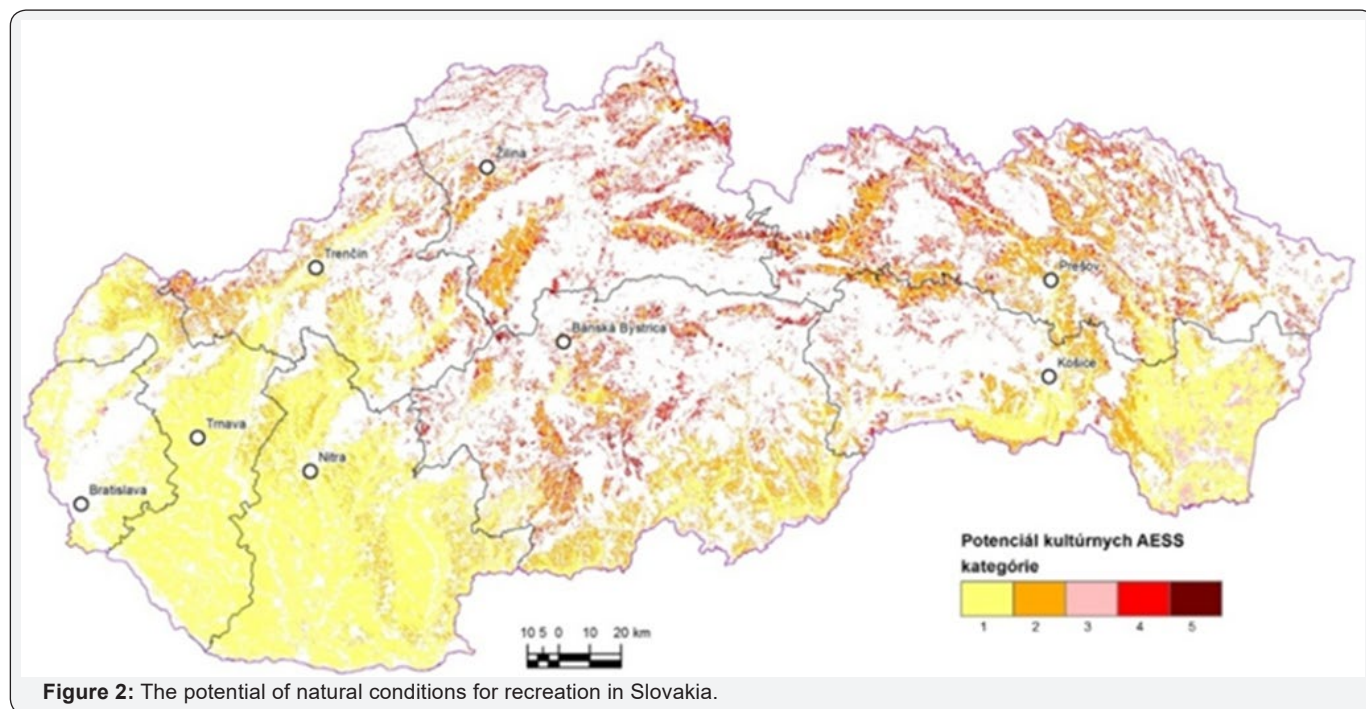 Žilina
Trenčín
Prešov
Banská Bystrica
Košice
Trnava
Nitra
Bratislava
Potenciál kultúrnych AESS
kategórie
1 2 3 4 5
10 5 0 10 20 km
Figure 2: The potential of natural conditions for recreation in Slovakia.